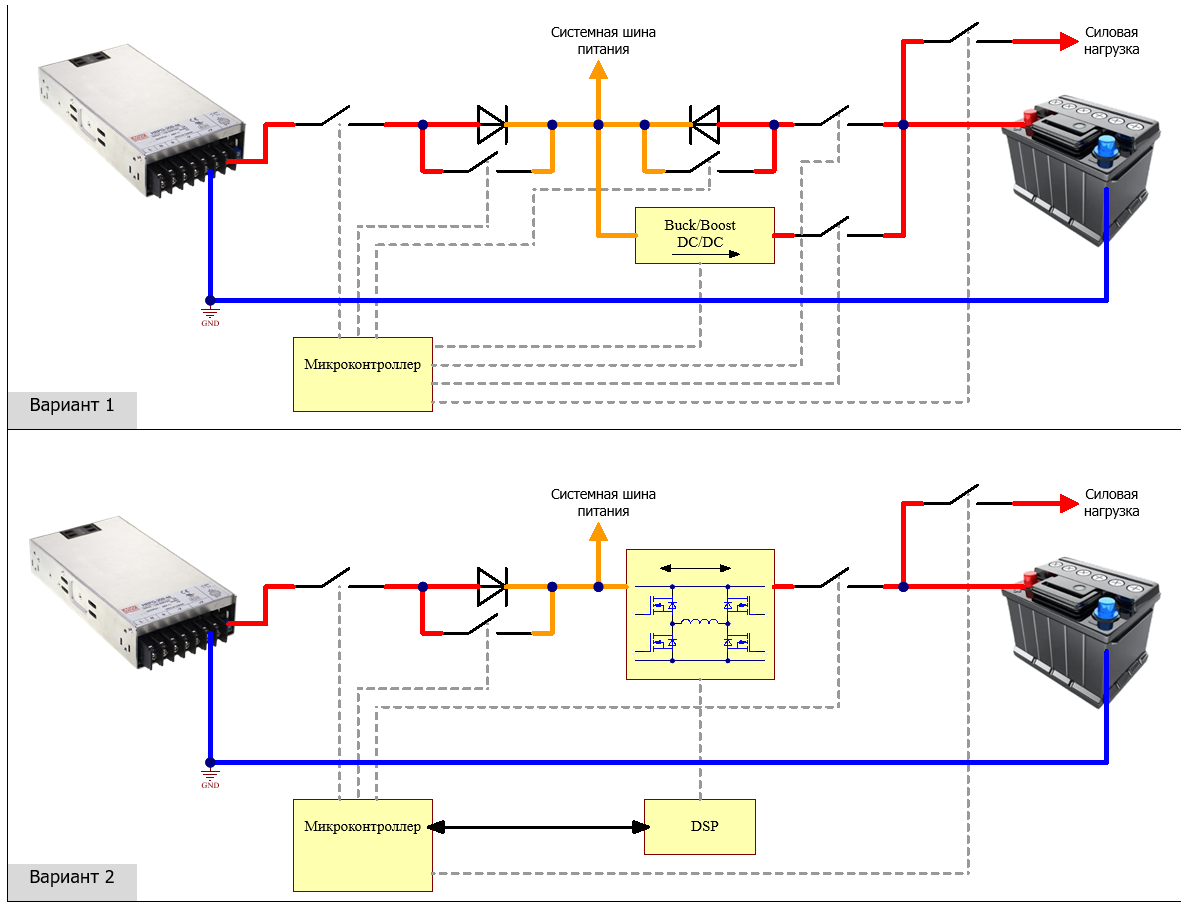 Системная шина
питания
Силовая
нагрузка
Buck/Boost
DC/DC
GND
Микроконтроллер
Вариант 1
Системная шина
питания
Силовая
нагрузка
GND
Микроконтроллер
DSP
Вариант 2